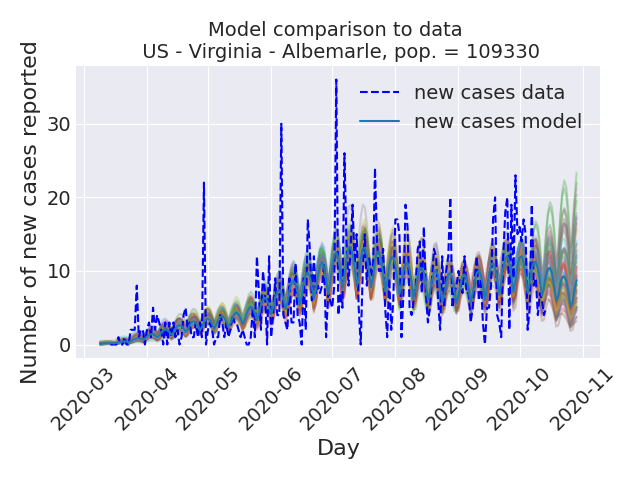 Model comparison to data
US - Virginia - Albemarle, pop. = 109330
Number of new cases reported
30
20
10
0
new cases data
new cases model
2020-03
2020-04
2020-05
2020-06
2020-07
2020-08
2020-09
2020-10
2020-11
Day